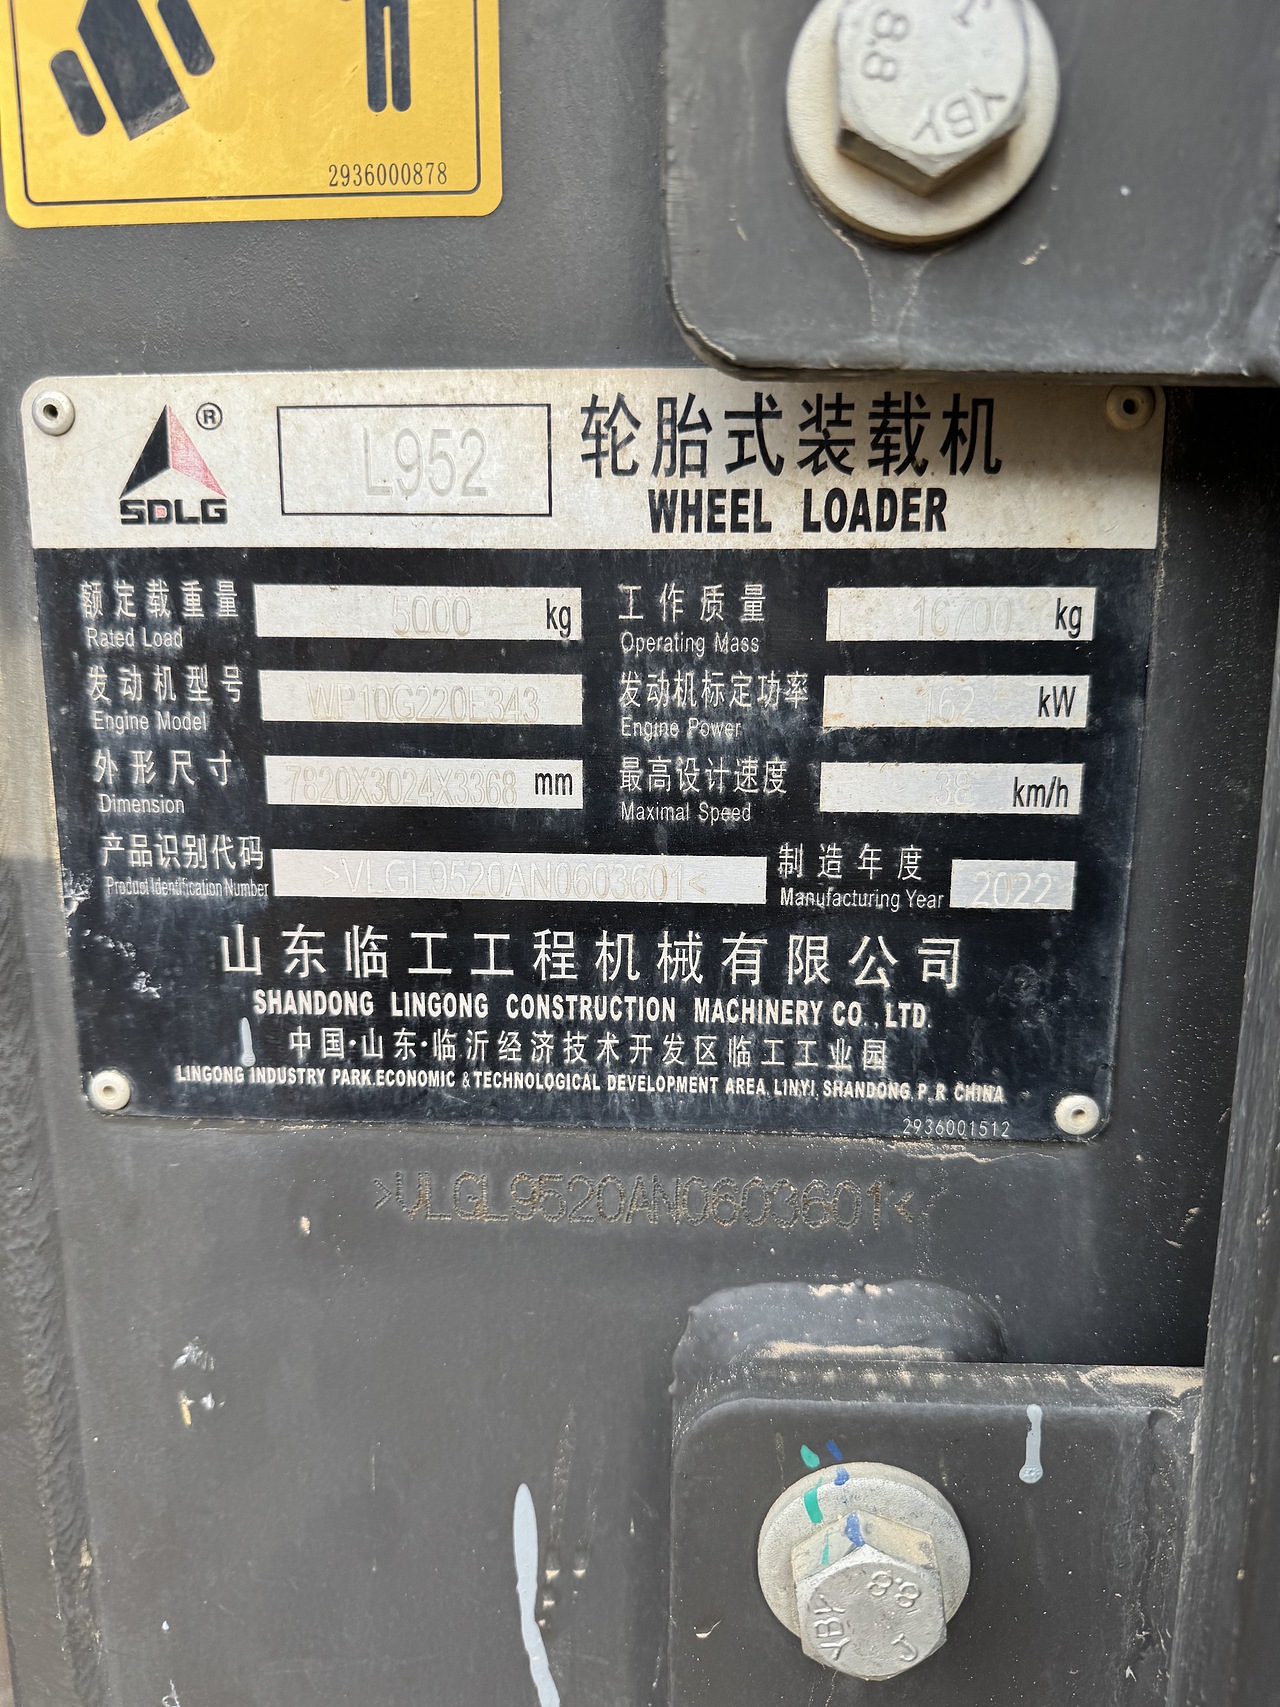 8.8
YBY
J
2936000878
SDLG®
L952
轮胎式装载机
WHEEL LOADER
额定载重量 5000 kg
Rated Load
工作质量 16700 kg
Operating Mass
发动机型号 WP10G220E343
Engine Model
发动机标定功率 162 kW
Engine Power
外形尺寸 7820X3024X3368 mm
Dimension
最高设计速度 38 km/h
Maximal Speed
产品识别代码 >VLGL9520AN0603601<
Product Identification Number
制造年度 2022
Manufacturing Year
山东临工工程机械有限公司
SHANDONG LINGONG CONSTRUCTION MACHINERY CO.,LTD.
中国·山东·临沂经济技术开发区临工工业园
LINGONG INDUSTRY PARK.ECONOMIC & TECHNOLOGICAL DEVELOPMENT AREA, LINYI, SHANDONG, P. R. CHINA
2936001512
>VLGL9520AN0603601<
8.8
YBY
J